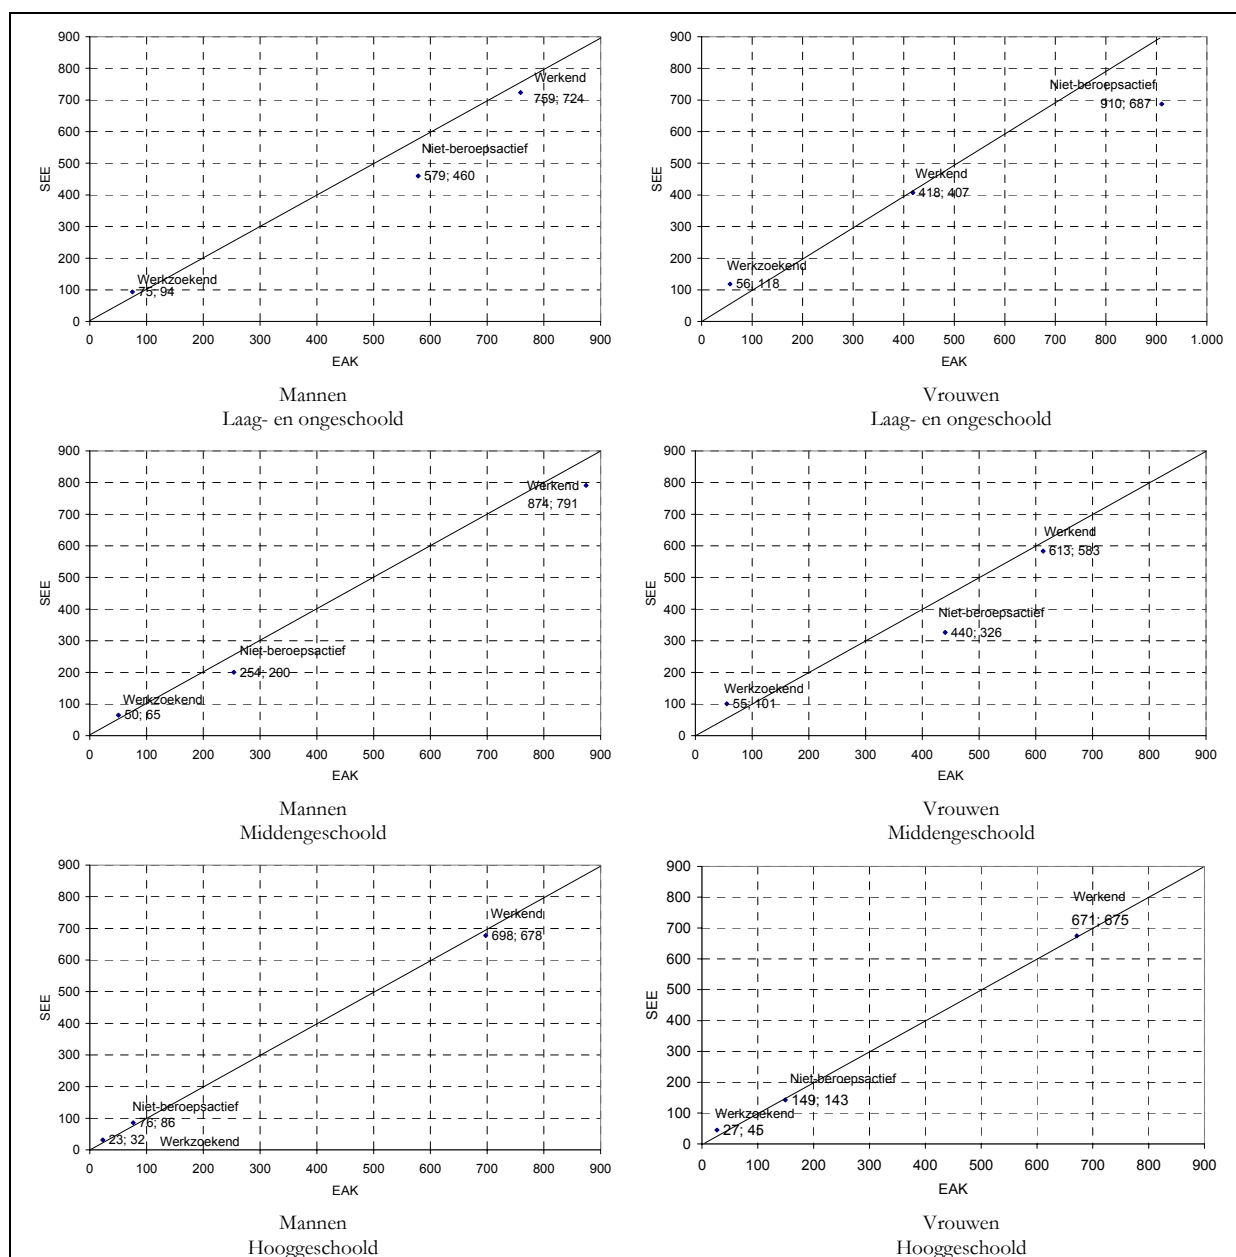 900
800
700
600
500
400
300
200
100
0
SEE
Werkend
759; 724
Niet-beroepsactief
579; 460
Werkzoekend
75; 94
0 100 200 300 400 500 600 700 800 900
EAK
Mannen
Laag- en ongeschoold
900
800
700
600
500
400
300
200
100
0
SEE
Niet-beroepsactief
910; 687
Werkend
418; 407
Werkzoekend
56; 118
0 100 200 300 400 500 600 700 800 900 1.000
EAK
Vrouwen
Laag- en ongeschoold
900
800
700
600
500
400
300
200
100
0
SEE
Werkend
874; 791
Niet-beroepsactief
254; 200
Werkzoekend
50; 65
0 100 200 300 400 500 600 700 800 900
EAK
Mannen
Middengeschoold
900
800
700
600
500
400
300
200
100
0
SEE
Werkend
613; 583
Niet-beroepsactief
440; 326
Werkzoekend
55; 101
0 100 200 300 400 500 600 700 800 900
EAK
Vrouwen
Middengeschoold
900
800
700
600
500
400
300
200
100
0
SEE
Werkend
698; 678
Niet-beroepsactief
76; 86
23; 32 Werkzoekend
0 100 200 300 400 500 600 700 800 900
EAK
Mannen
Hooggeschoold
900
800
700
600
500
400
300
200
100
0
SEE
Werkend
671; 675
Niet-beroepsactief
149; 143
Werkzoekend
27; 45
0 100 200 300 400 500 600 700 800 900
EAK
Vrouwen
Hooggeschoold